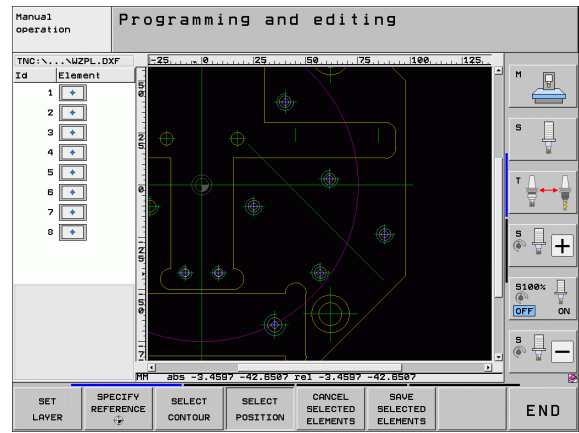 Manual
operation
Programming and editing
TNC:\...\WZPL.DXF
Id Element
1
2
3
4
5
6
7
8
-25 0 25 50 75 100 125
MM abs -3.4597 -42.6507 rel -3.4597 -42.6507
M
S
T
S
S100%
OFF ON
S
SET
LAYER
SPECIFY
REFERENCE
SELECT
CONTOUR
SELECT
POSITION
CANCEL
SELECTED
ELEMENTS
SAVE
SELECTED
ELEMENTS
END